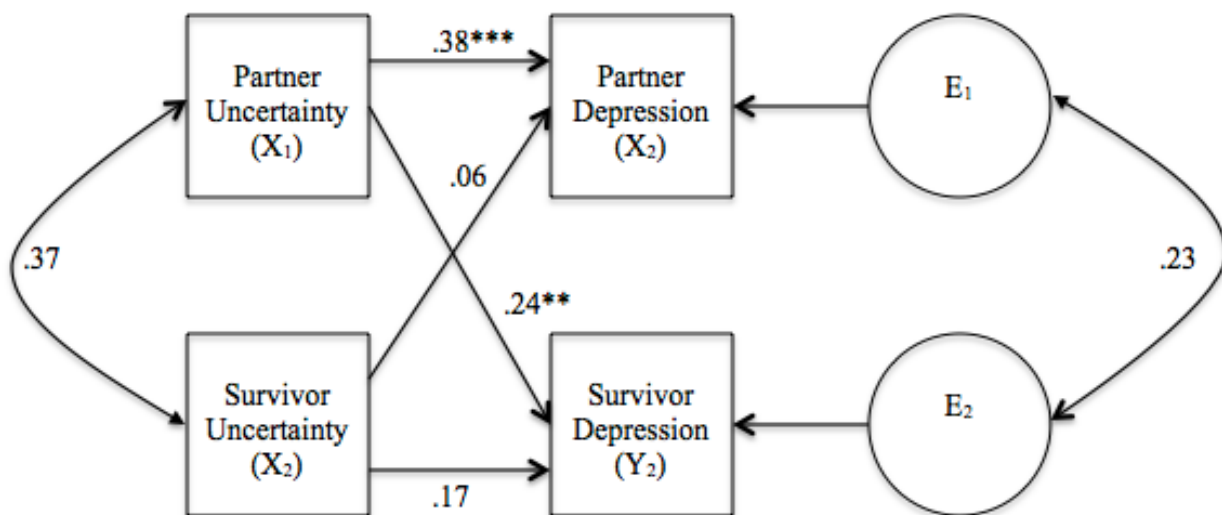 .38***
Partner
Uncertainty
(X₁)
Partner
Depression
(X₂)
E₁
.06
.37
.23
.24**
Survivor
Uncertainty
(X₂)
Survivor
Depression
(Y₂)
E₂
.17